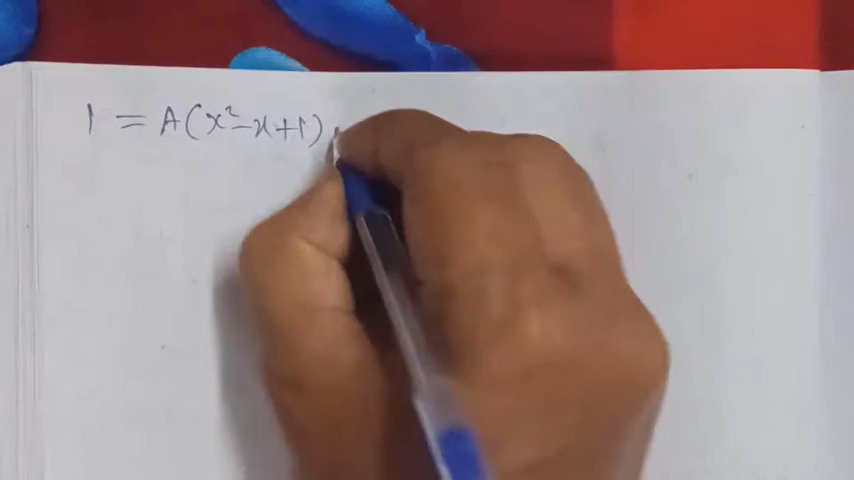 1 = A(x²-x+1)